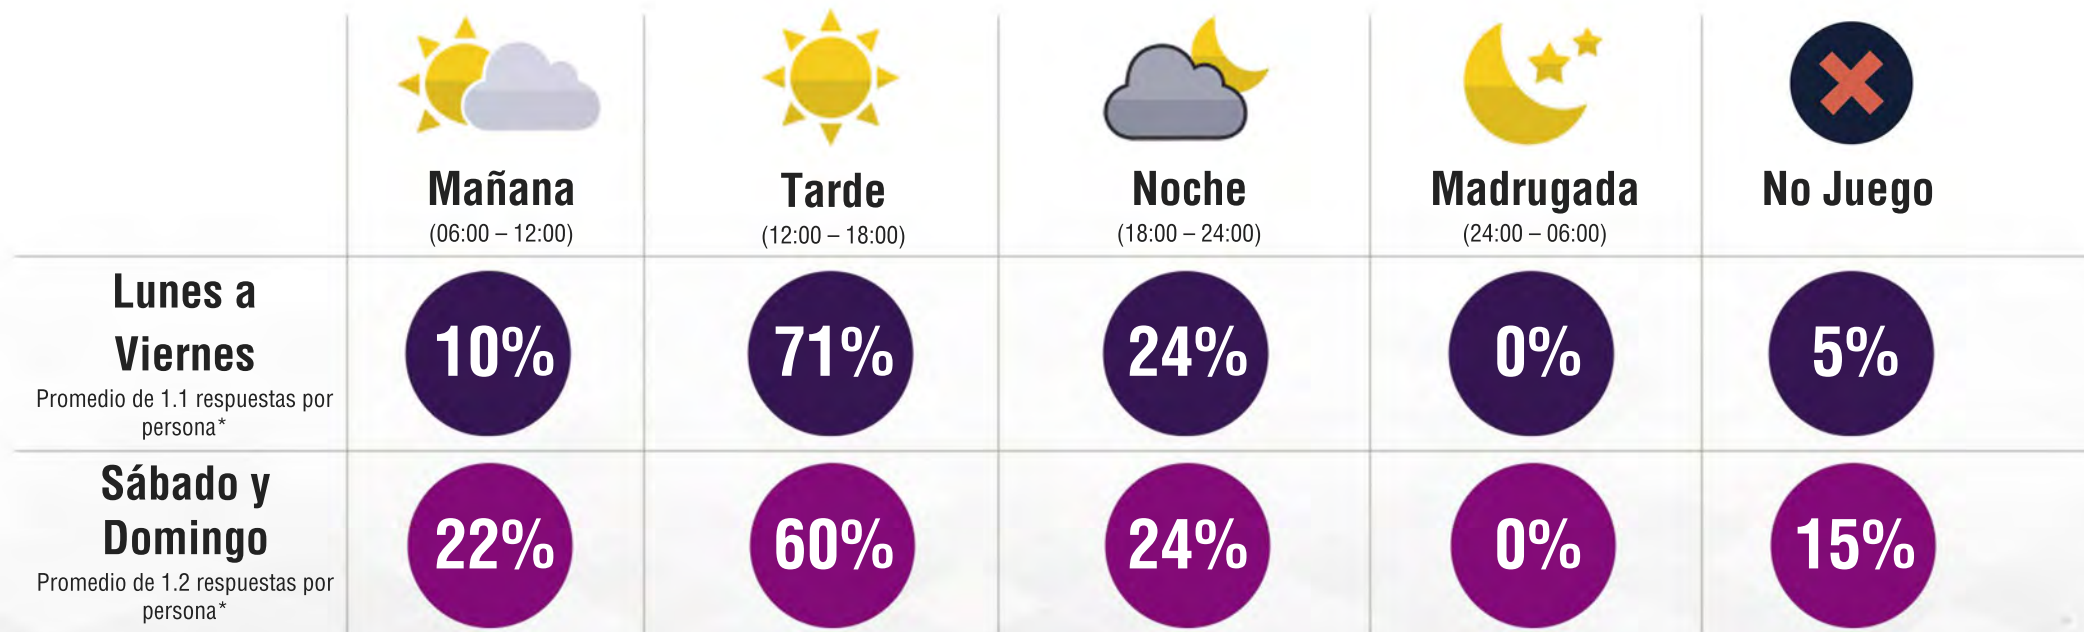 Mañana
(06:00 – 12:00)
Tarde
(12:00 – 18:00)
Noche
(18:00 – 24:00)
Madrugada
(24:00 – 06:00)
No Juego
Lunes a
Viernes
Promedio de 1.1 respuestas por
persona*
10%
71%
24%
0%
5%
Sábado y
Domingo
Promedio de 1.2 respuestas por
persona*
22%
60%
24%
0%
15%